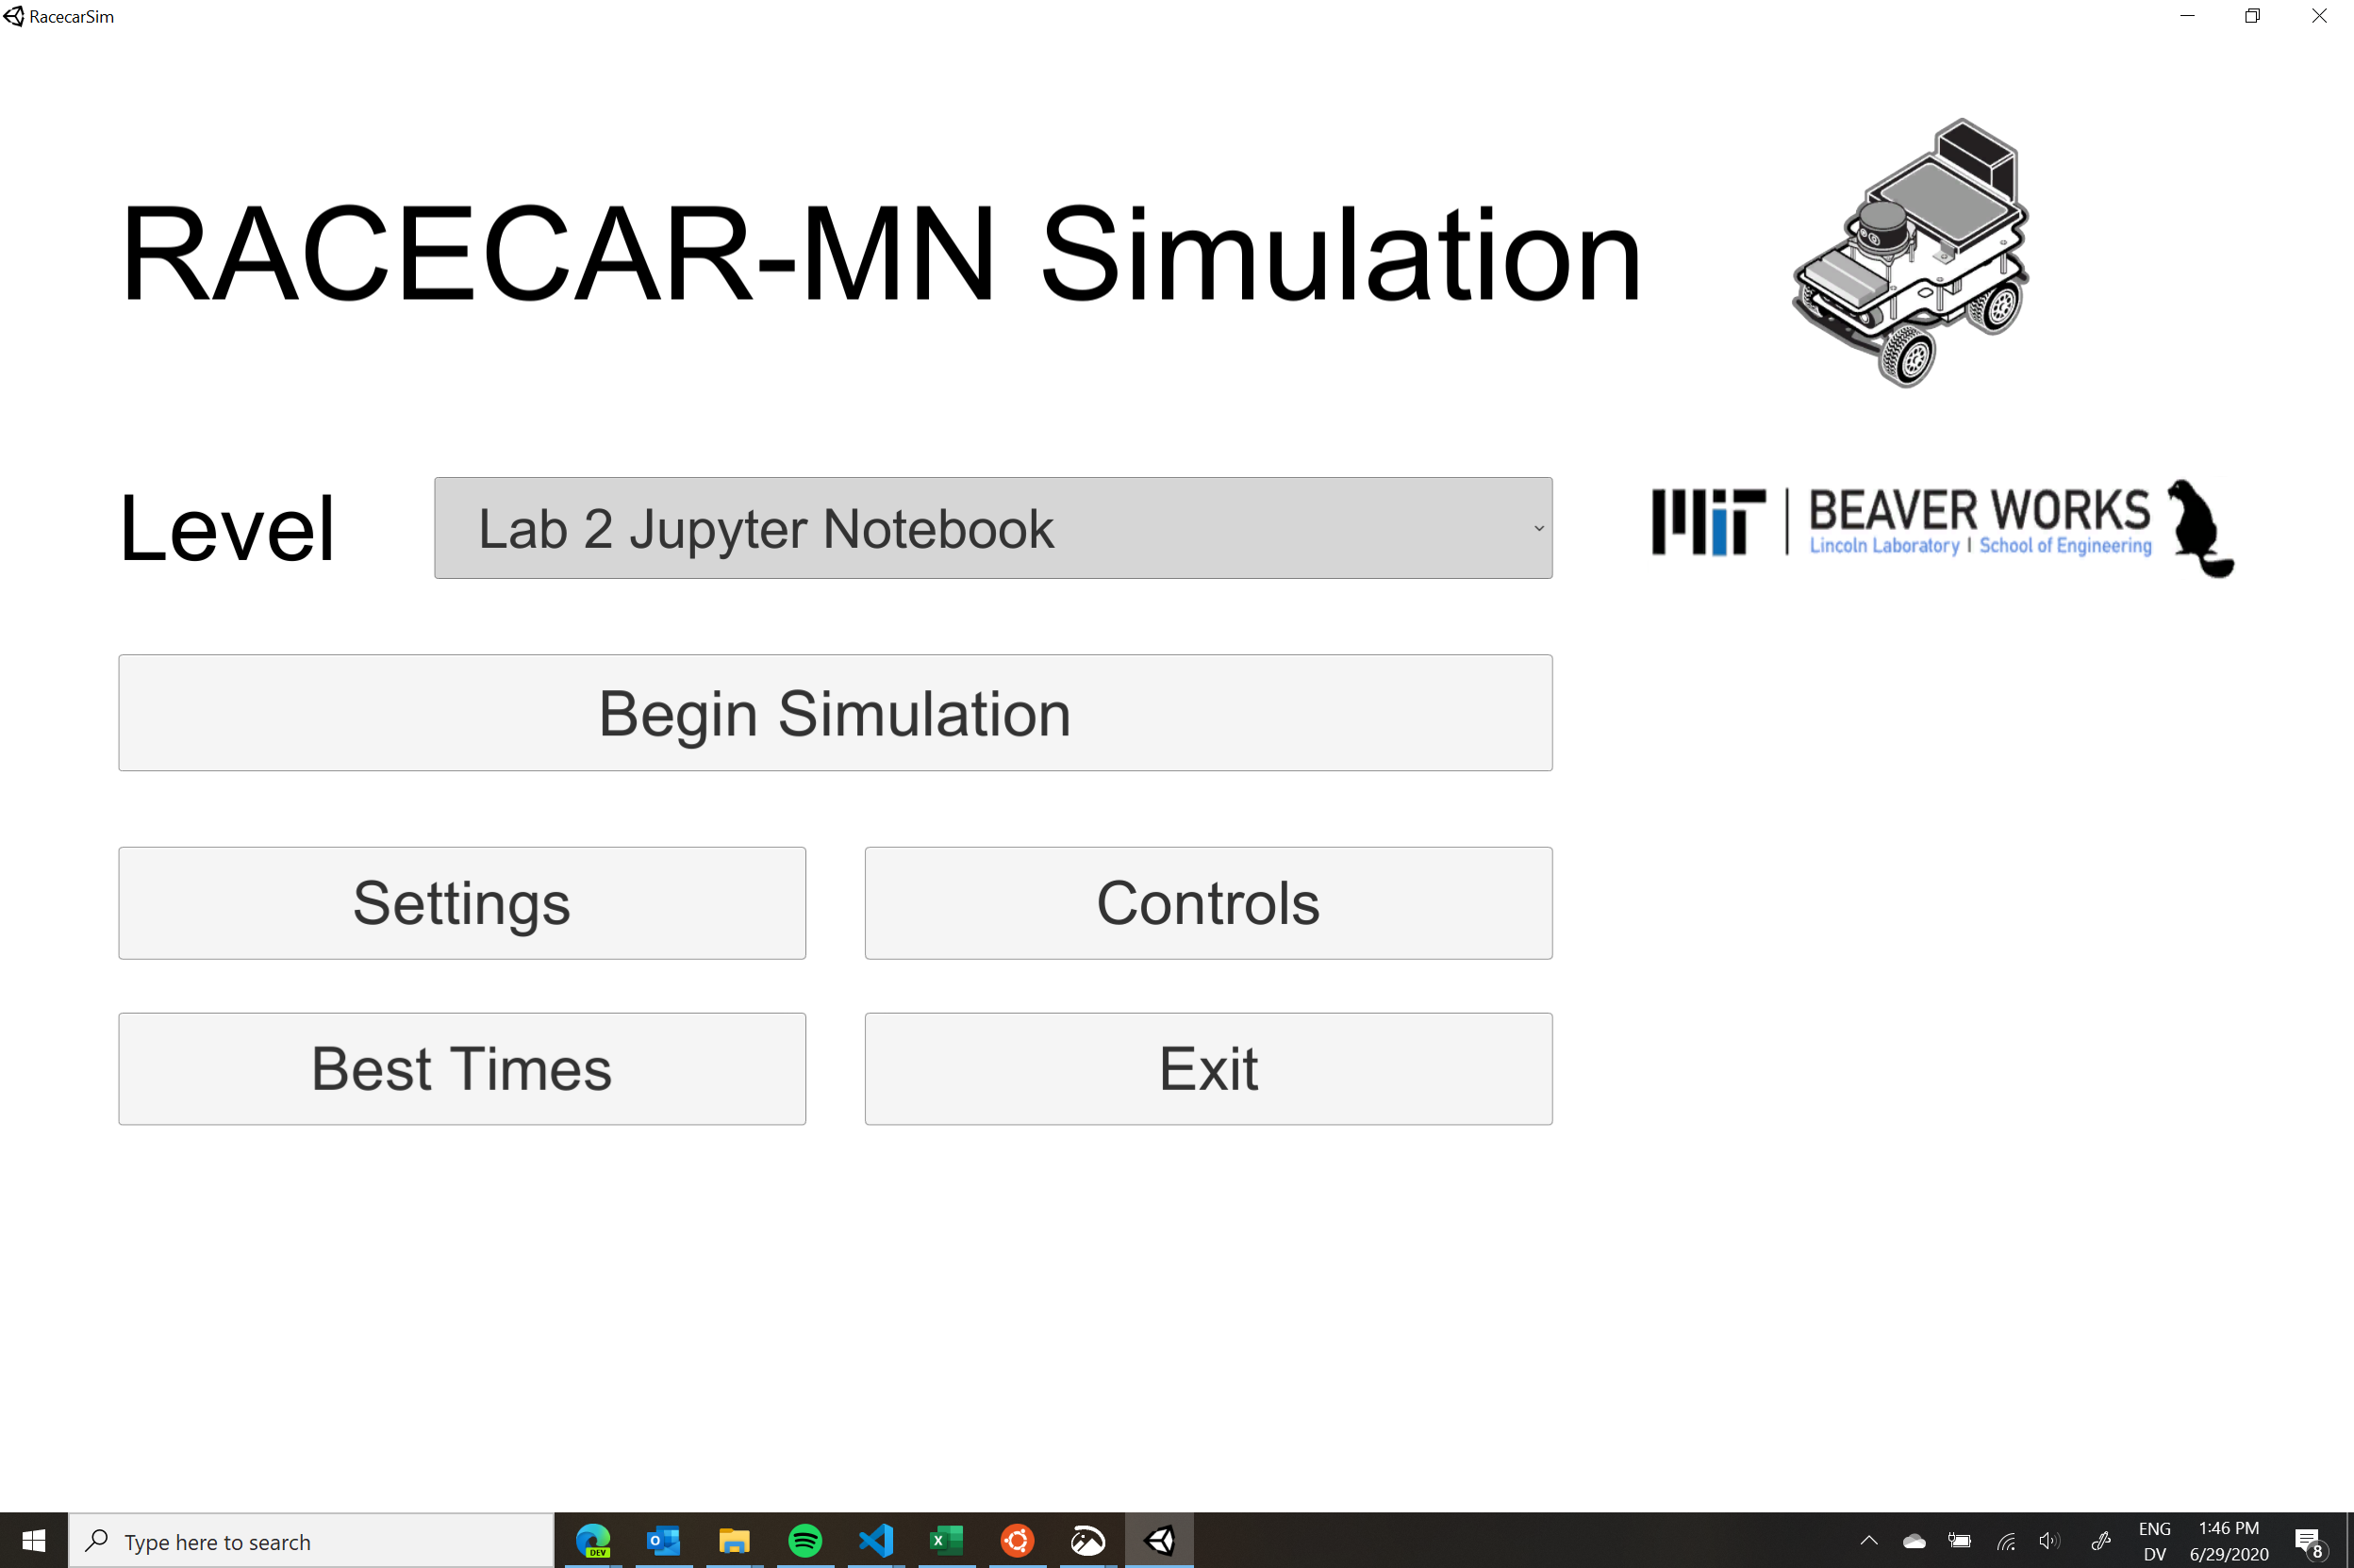 RacecarSim
RACECAR-MN Simulation
Level
Lab 2 Jupyter Notebook
MIT
BEAVER WORKS
Lincoln Laboratory | School of Engineering
Begin Simulation
Settings
Controls
Best Times
Exit
Type here to search
DEV
ENG
DV
1:46 PM
6/29/2020
8